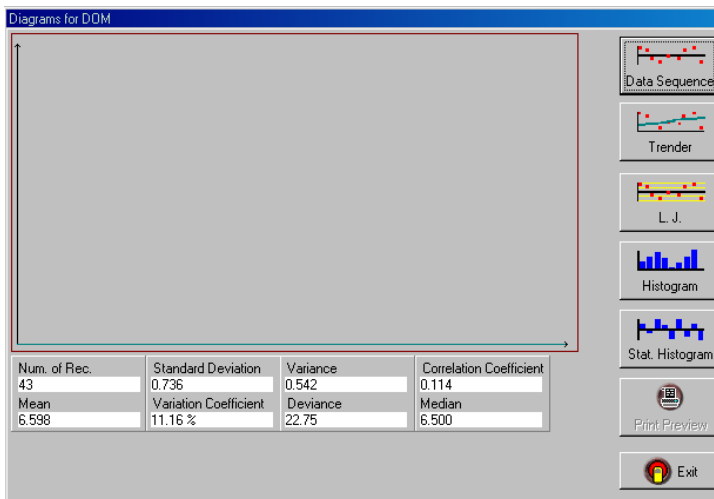 Diagrams for DOM
Data Sequence
Trender
L. J.
Histogram
Stat. Histogram
Print Preview
Exit
Num. of Rec. Standard Deviation Variance Correlation Coefficient
43 0.736 0.542 0.114
Mean Variation Coefficient Deviance Median
6.598 11.16 % 22.75 6.500